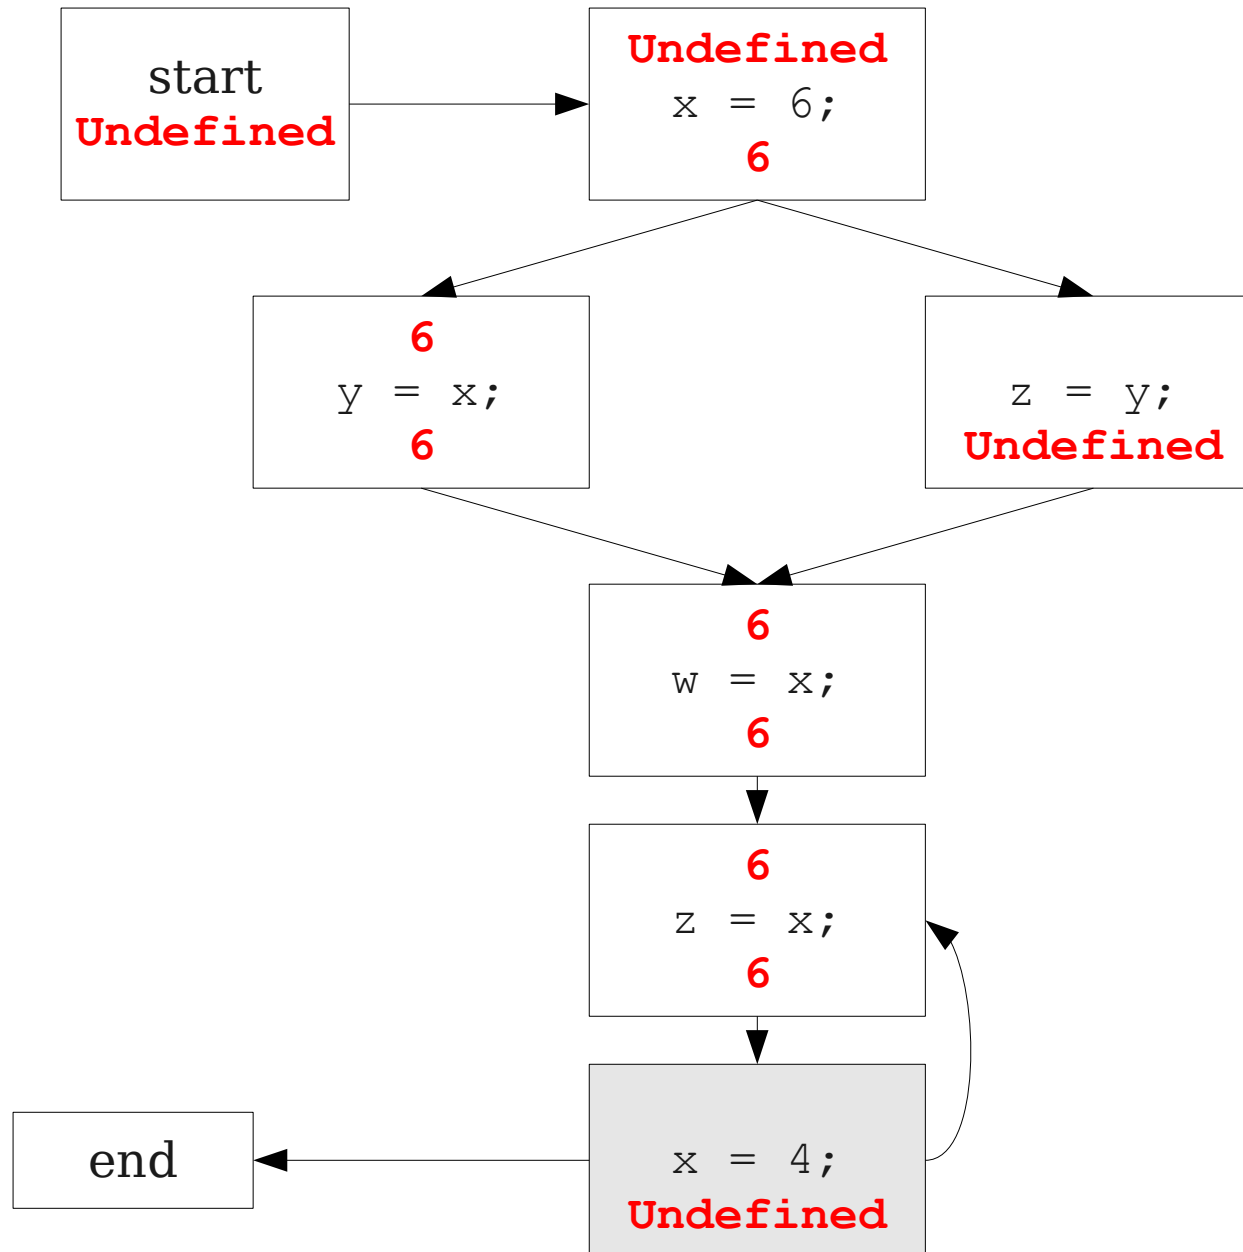 start
Undefined
Undefined
x = 6;
6
6
y = x;
6
z = y;
Undefined
6
w = x;
6
6
z = x;
6
end
x = 4;
Undefined